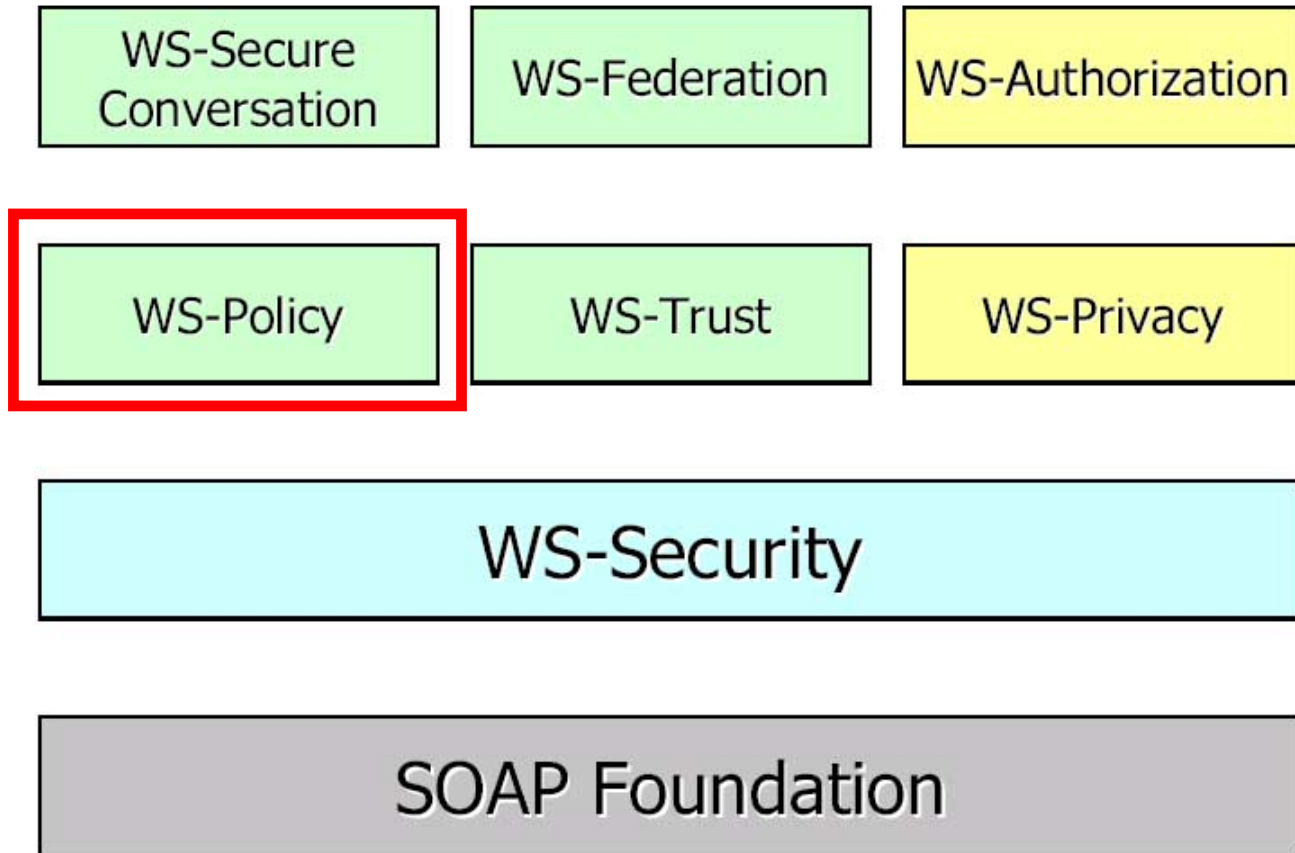 WS-Secure
Conversation
WS-Federation
WS-Authorization
WS-Policy
WS-Trust
WS-Privacy
WS-Security
SOAP Foundation